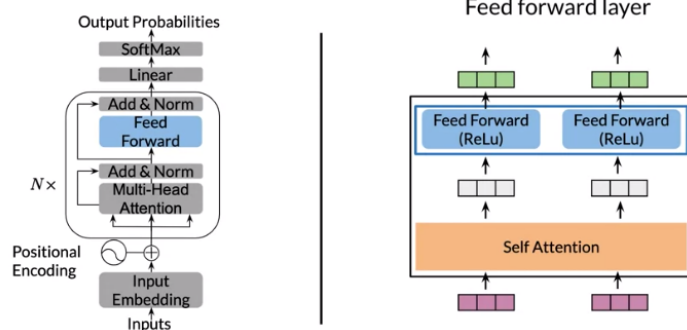 Output Probabilities
SoftMax
Linear
Add & Norm
Feed
Forward
Add & Norm
Multi-Head
Attention
N×
Positional
Encoding
Input
Embedding
Inputs
Feed forward layer
Feed Forward
(ReLu)
Feed Forward
(ReLu)
Self Attention